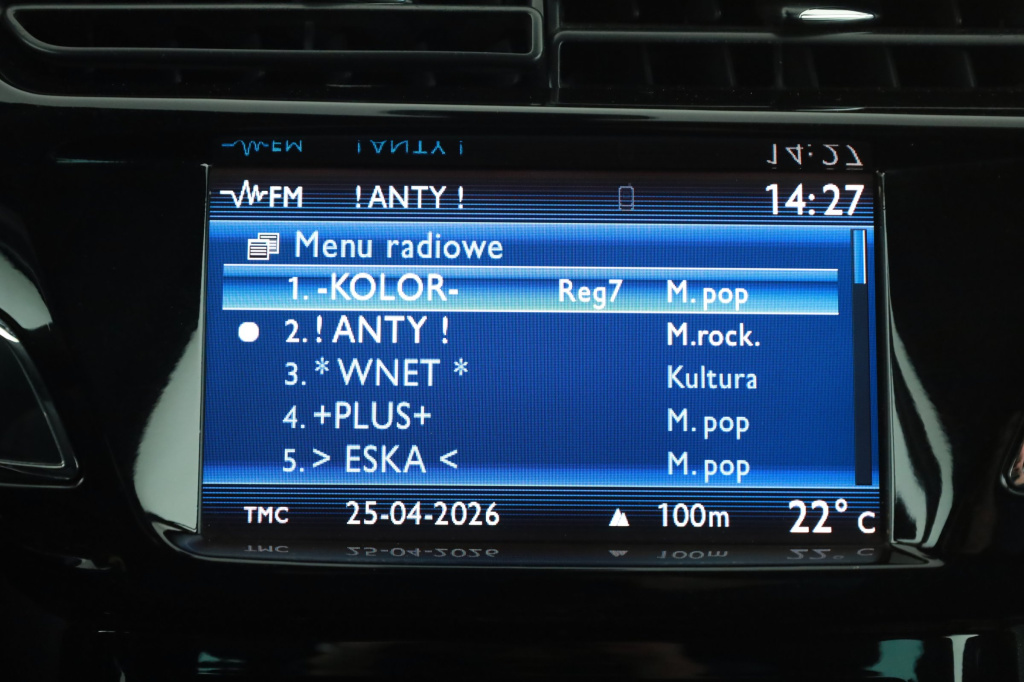 FM ! ANTY ! 14:27
Menu radiowe
1. -KOLOR- Reg7 M. pop
2. ! ANTY ! M.rock.
3. * WNET * Kultura
4. +PLUS+ M. pop
5. > ESKA < M. pop
TMC 25-04-2026 100m 22° C